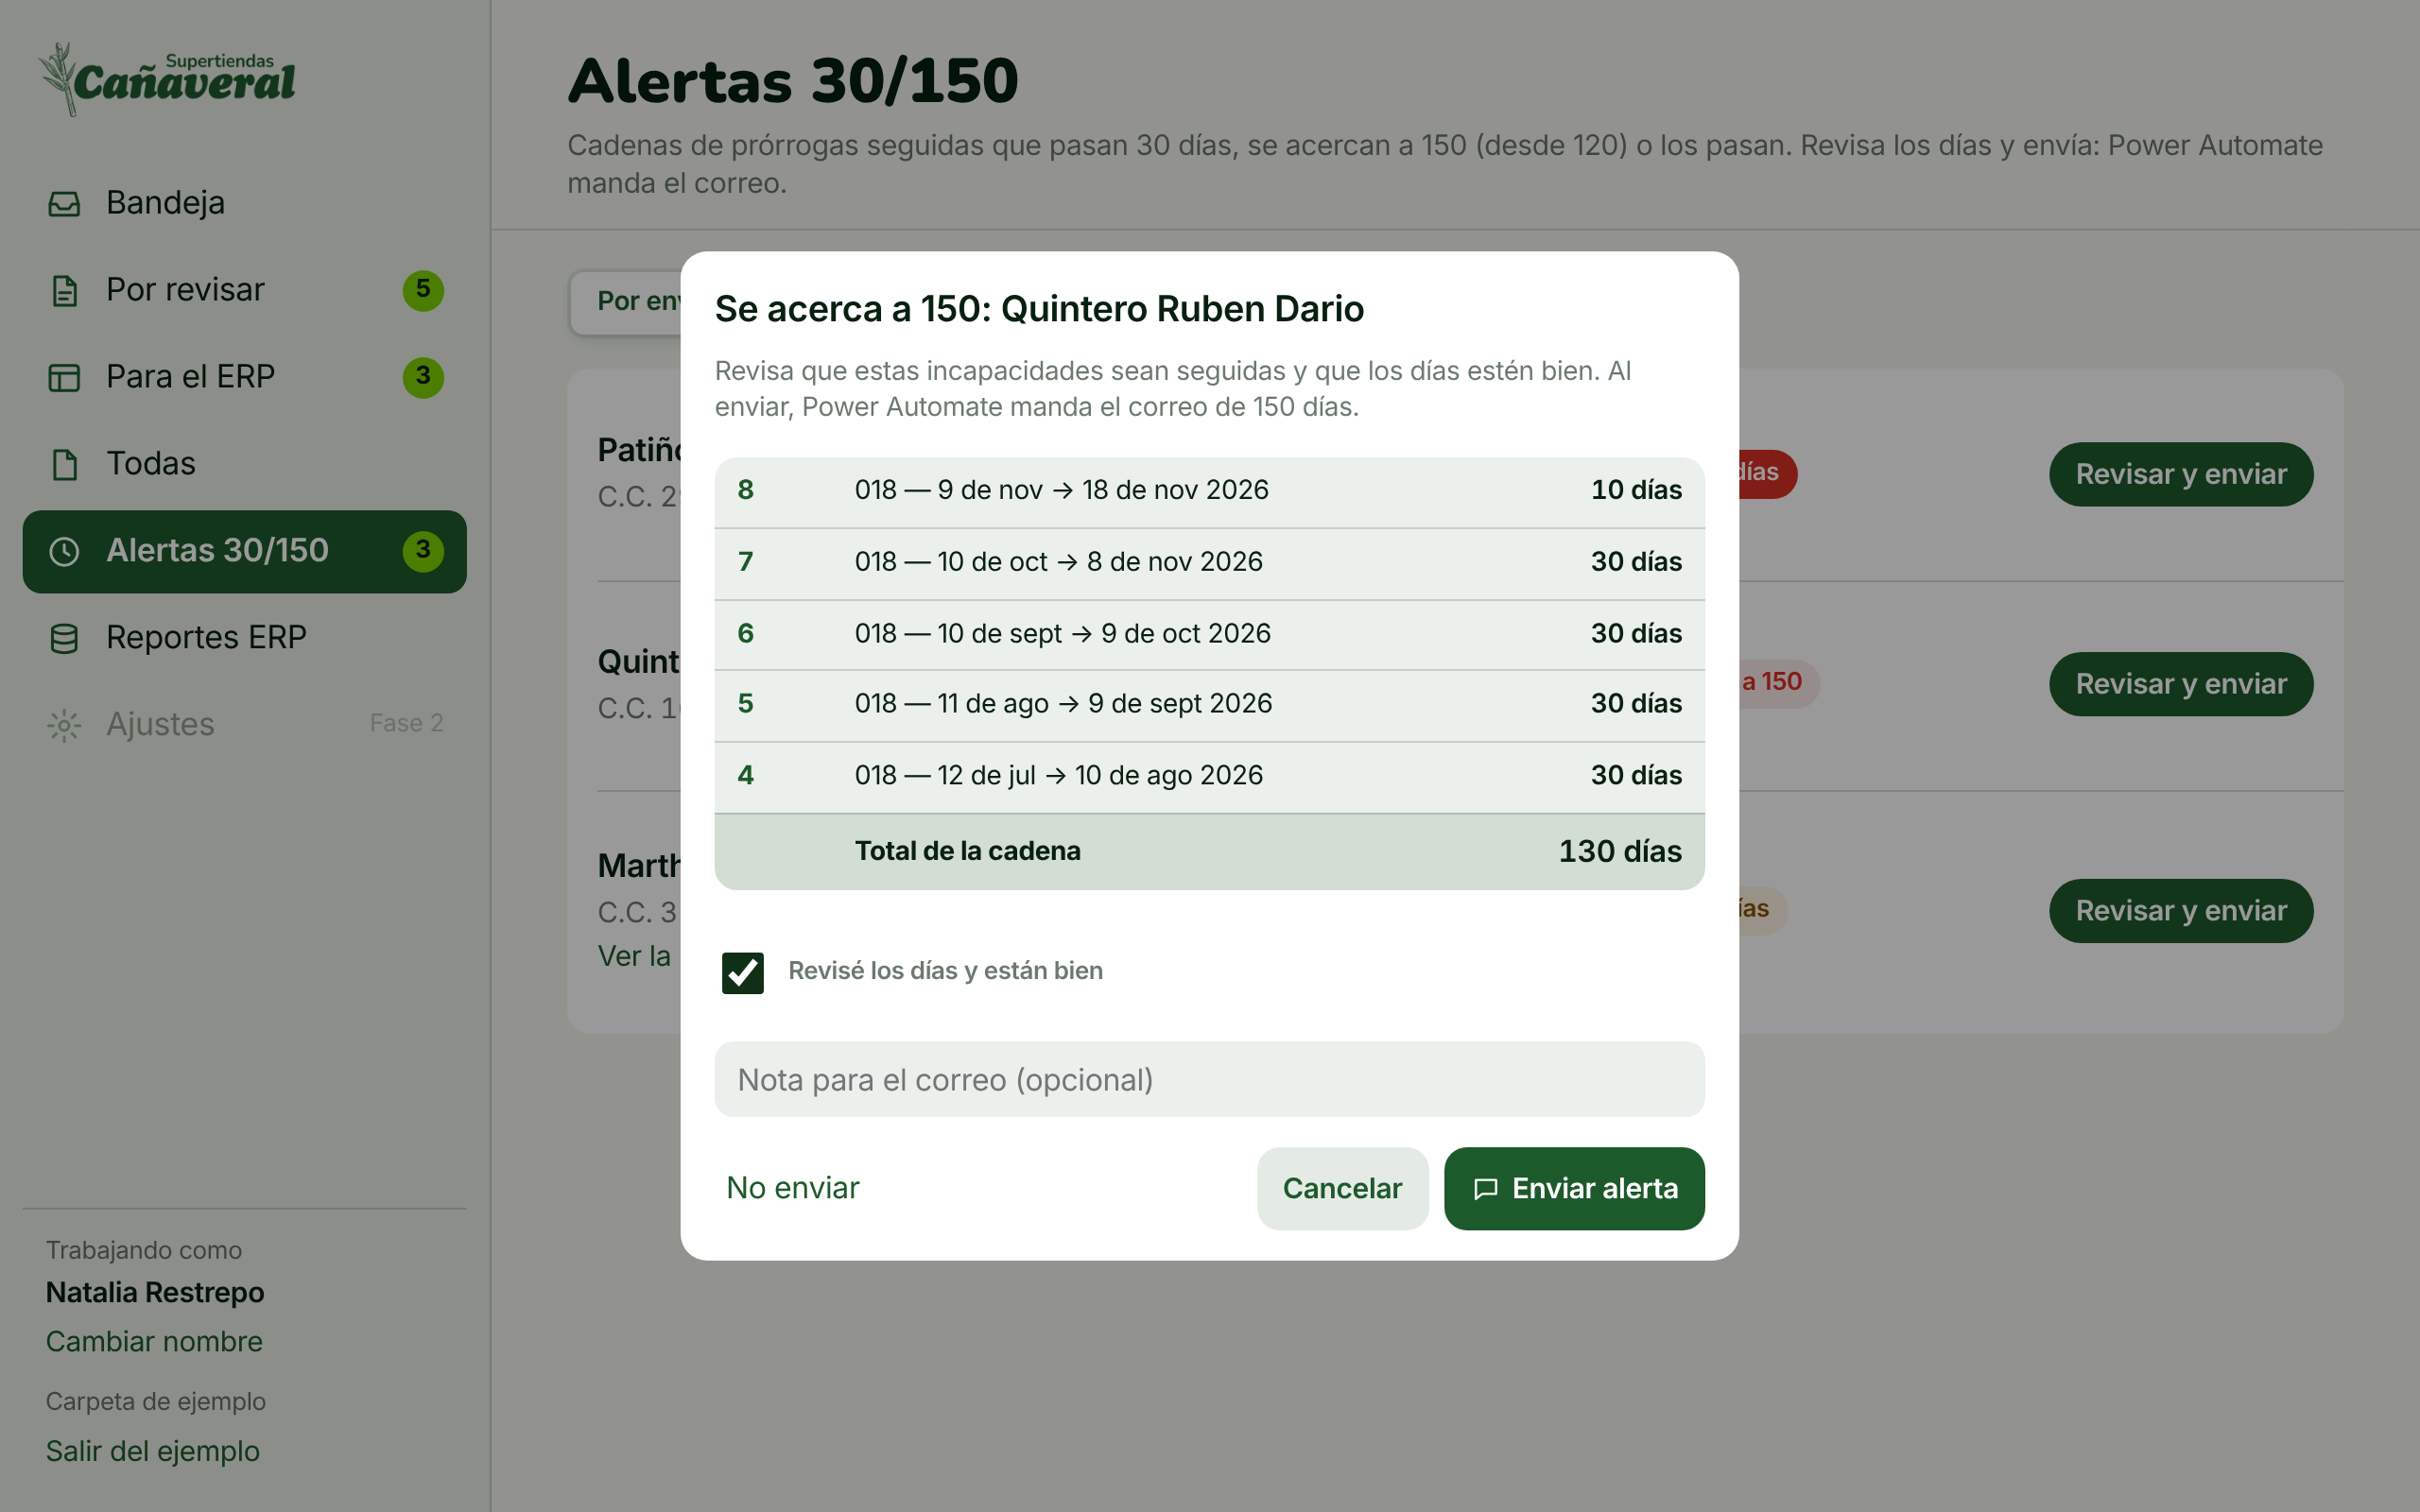 Supertiendas
Cañaveral
Bandeja
Por revisar 5
Para el ERP 3
Todas
Alertas 30/150 3
Reportes ERP
Ajustes Fase 2
Trabajando como
Natalia Restrepo
Cambiar nombre
Carpeta de ejemplo
Salir del ejemplo
Alertas 30/150
Cadenas de prórrogas seguidas que pasan 30 días, se acercan a 150 (desde 120) o los pasan. Revisa los días y envía: Power Automate
manda el correo.
Por
C.C.
días
Revisar y enviar
C.C.
a 150
Revisar y enviar
C.C. 3
Ver la
Revisar y enviar
Se acerca a 150: Quintero Ruben Dario
Revisa que estas incapacidades sean seguidas y que los días estén bien. Al
enviar, Power Automate manda el correo de 150 días.
8 018 — 9 de nov → 18 de nov 2026 10 días
7 018 — 10 de oct → 8 de nov 2026 30 días
6 018 — 10 de sept → 9 de oct 2026 30 días
5 018 — 11 de ago → 9 de sept 2026 30 días
4 018 — 12 de jul → 10 de ago 2026 30 días
Total de la cadena 130 días
Revisé los días y están bien
Nota para el correo (opcional)
No enviar
Cancelar
Enviar alerta